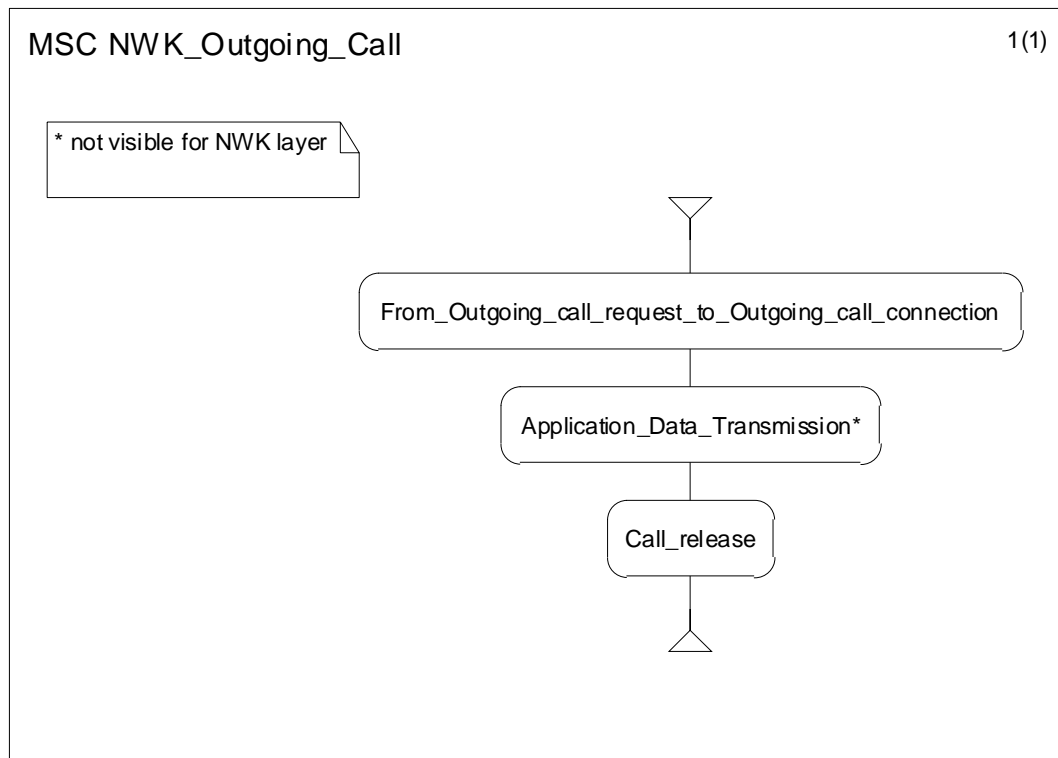 MSC NWK_Outgoing_Call
1(1)
* not visible for NWK layer
From_Outgoing_call_request_to_Outgoing_call_connection
Application_Data_Transmission*
Call_release